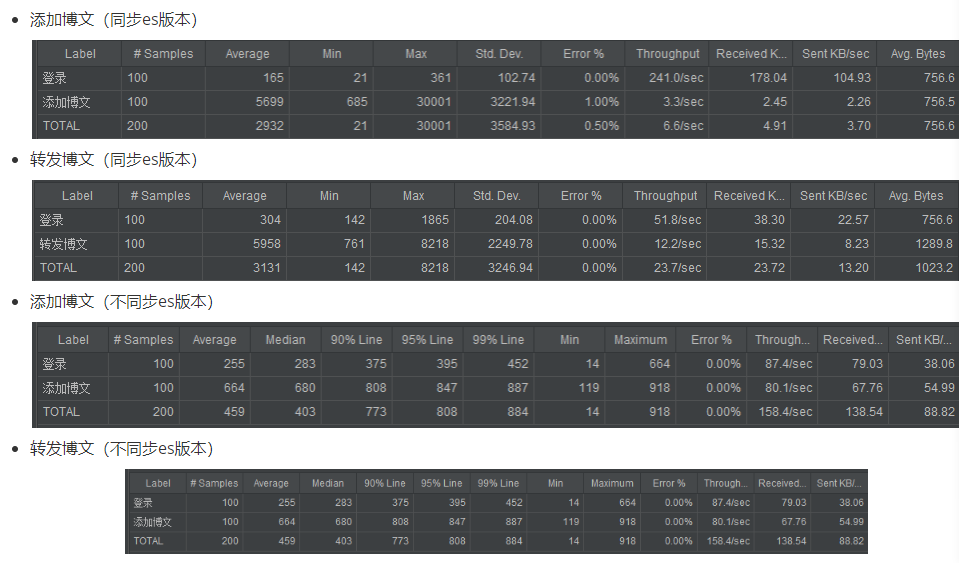 添加博文（同步es版本）
Label # Samples Average Min Max Std. Dev. Error % Throughput Received K... Sent KB/sec Avg. Bytes
登录 100 165 21 361 102.74 0.00% 241.0/sec 178.04 104.93 756.6
添加博文 100 5699 685 30001 3221.94 1.00% 3.3/sec 2.45 2.26 756.5
TOTAL 200 2932 21 30001 3584.93 0.50% 6.6/sec 4.91 3.70 756.6
转发博文（同步es版本）
Label # Samples Average Min Max Std. Dev. Error % Throughput Received K... Sent KB/sec Avg. Bytes
登录 100 304 142 1865 204.08 0.00% 51.8/sec 38.30 22.57 756.6
转发博文 100 5958 761 8218 2249.78 0.00% 12.2/sec 15.32 8.23 1289.8
TOTAL 200 3131 142 8218 3246.94 0.00% 23.7/sec 23.72 13.20 1023.2
添加博文（不同步es版本）
Label # Samples Average Median 90% Line 95% Line 99% Line Min Maximum Error % Through... Received... Sent KB/...
登录 100 255 283 375 395 452 14 664 0.00% 87.4/sec 79.03 38.06
添加博文 100 664 680 808 847 887 119 918 0.00% 80.1/sec 67.76 54.99
TOTAL 200 459 403 773 808 884 14 918 0.00% 158.4/sec 138.54 88.82
转发博文（不同步es版本）
Label # Samples Average Median 90% Line 95% Line 99% Line Min Maximum Error % Through... Received... Sent KB/...
登录 100 255 283 375 395 452 14 664 0.00% 87.4/sec 79.03 38.06
添加博文 100 664 680 808 847 887 119 918 0.00% 80.1/sec 67.76 54.99
TOTAL 200 459 403 773 808 884 14 918 0.00% 158.4/sec 138.54 88.82